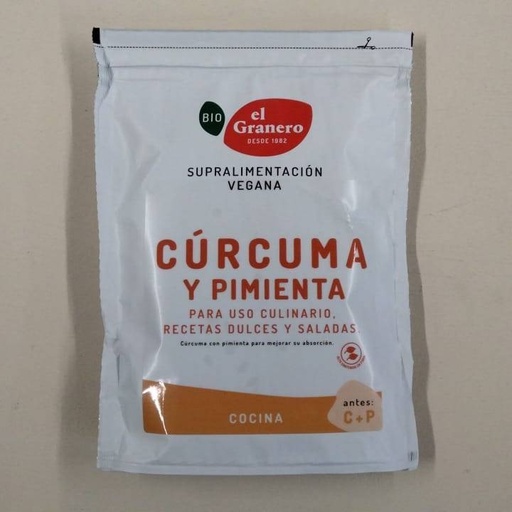 BIO
el
Granero
DESDE 1982
SUPRALIMENTACIÓN
VEGANA
CÚRCUMA
Y PIMIENTA
PARA USO CULINARIO,
RECETAS DULCES Y SALADAS.
Cúrcuma con pimienta para mejorar su absorción.
antes:
C+P
COCINA